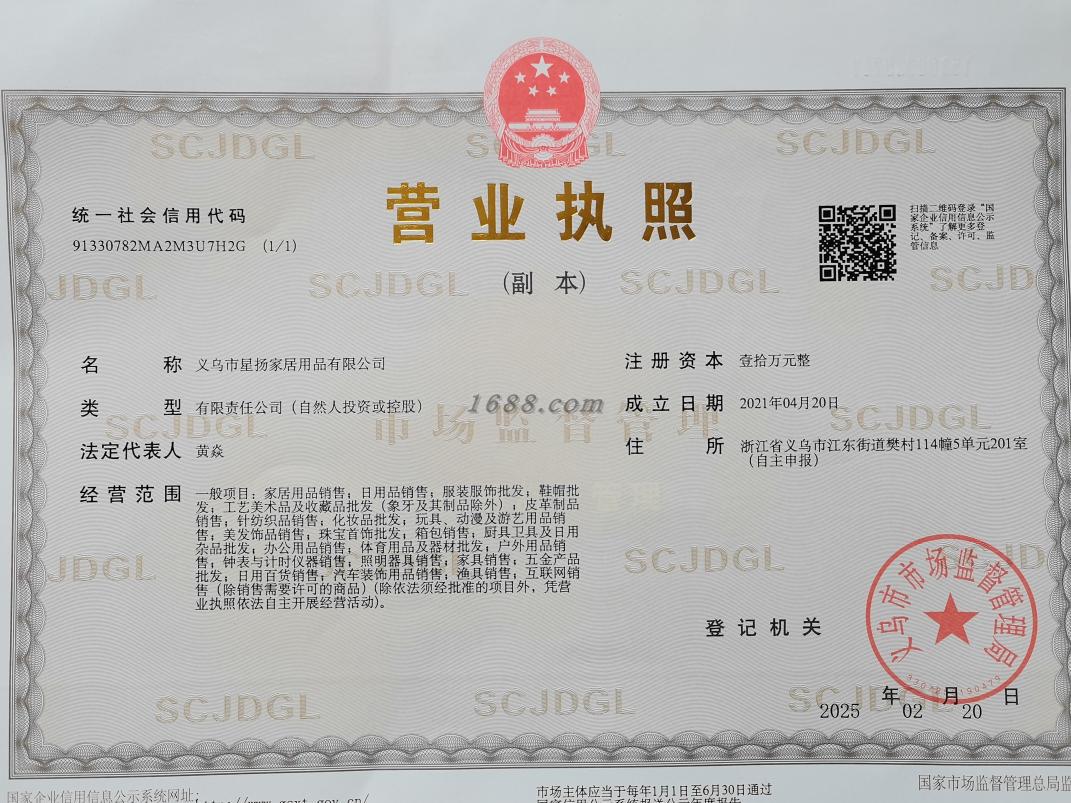 SCJDGL
SCJDGL
营业执照
(副 本)
统一社会信用代码
91330782MA2M3U7H2G (1/1)
扫描二维码登录“国
家企业信用信息公示
系统”了解更多登
记、备案、许可、监
管信息
JDGL SCJDGL SCJDGL SCJD
名 称 义乌市星扬家居用品有限公司
类 型 有限责任公司（自然人投资或控股）
法定代表人 黄焱
经营范围 一般项目：家居用品销售；日用品销售；服装服饰批发；鞋帽批
发；工艺美术品及收藏品批发（象牙及其制品除外）；皮革制品
销售；针纺织品销售；化妆品批发；玩具、动漫及游艺用品销
售；美发饰品销售；珠宝首饰批发；箱包销售；厨具卫具及日用
杂品批发；办公用品销售；体育用品及器材批发；户外用品销
售；钟表与计时仪器销售；照明器具销售；家具销售；五金产品
批发；日用百货销售；汽车装饰用品销售；渔具销售；互联网销
售（除销售需要许可的商品）(除依法须经批准的项目外，凭营
业执照依法自主开展经营活动)。
注册资本 壹拾万元整
成立日期 2021年04月20日
住 所 浙江省义乌市江东街道樊村114幢5单元201室
（自主申报）
1688.com
SCJDGL 市场监督管理 SCJDGL
JDGL SCJDGL
登记机关
义乌市市场监督管理局
2025 年 02 月 20 日
SCJDGL SCJDGL SCJDGL
国家企业信用信息公示系统网址：
市场主体应当于每年1月1日至6月30日通过
国家市场监督管理总局监